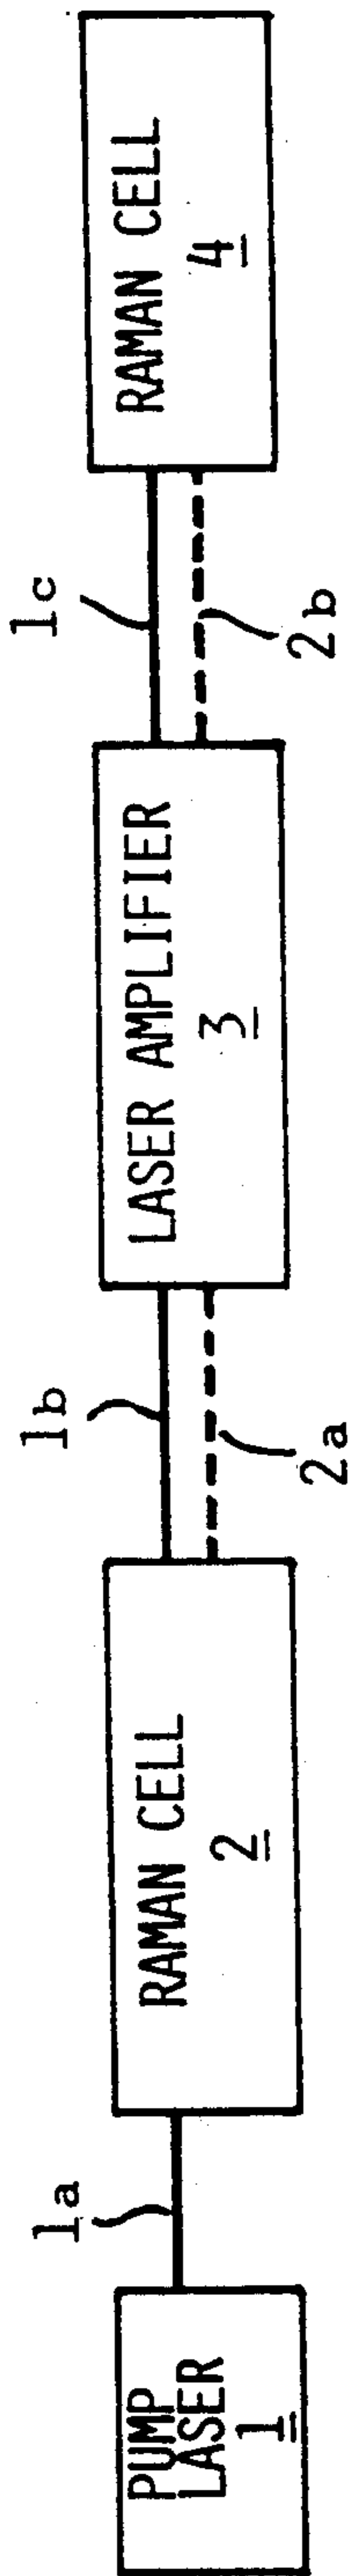 PUMP
LASER
1
1a
RAMAN CELL
2
1b
2a
LASER AMPLIFIER
3
1c
2b
RAMAN CELL
4